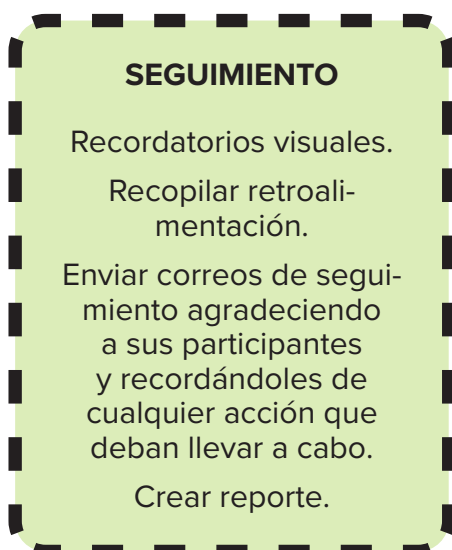 SEGUIMIENTO
Recordatorios visuales.
Recopilar retroali-
mentación.
Enviar correos de segui-
miento agradeciendo
a sus participantes
y recordándoles de
cualquier acción que
deban llevar a cabo.
Crear reporte.